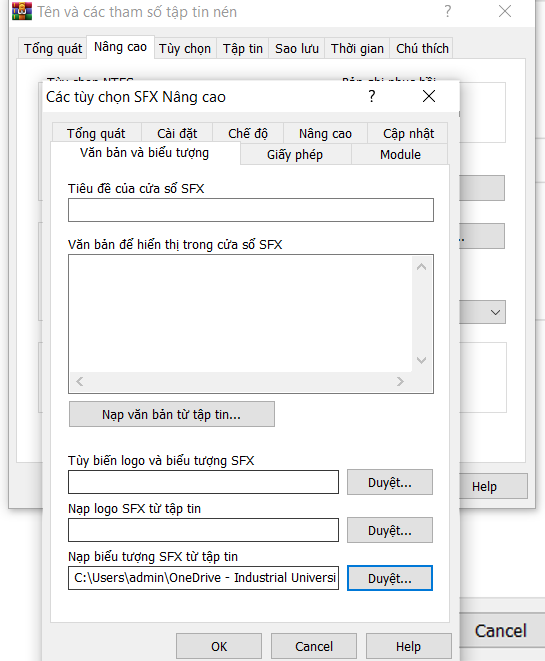 Tên và các tham số tập tin nén
?
Tổng quát Nâng cao Tùy chọn Tập tin Sao lưu Thời gian Chú thích
Các tùy chọn SFX Nâng cao
?
Tổng quát Cài đặt Chế độ Nâng cao Cập nhật
Văn bản và biểu tượng Giấy phép Module
Tiêu đề của cửa sổ SFX
Văn bản để hiển thị trong cửa sổ SFX
Nạp văn bản từ tập tin...
Tùy biến logo và biểu tượng SFX
Duyệt...
Nạp logo SFX từ tập tin
Duyệt...
Nạp biểu tượng SFX từ tập tin
C:\Users\admin\OneDrive - Industrial Universi
Duyệt...
OK Cancel Help
Help
Cancel